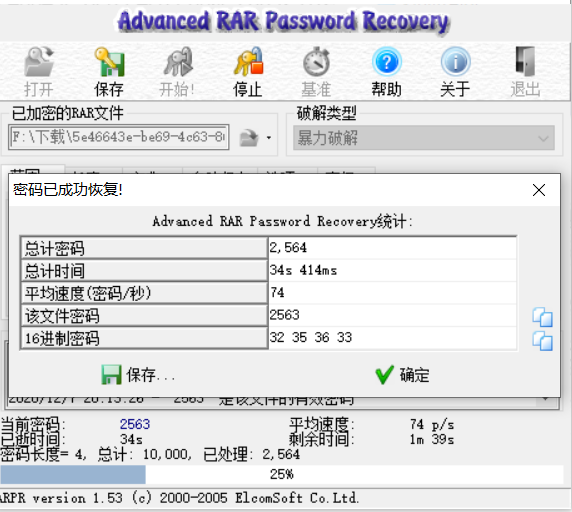 Advanced RAR Password Recovery
打开 保存 开始! 停止 基准 帮助 关于 退出
已加密的RAR文件 破解类型
F:\下载\5e46643e-be69-4c63-8 暴力破解
密码已成功恢复!
Advanced RAR Password Recovery统计:
总计密码 2,564
总计时间 34s 414ms
平均速度(密码/秒) 74
该文件密码 2563
16进制密码 32 35 36 33
保存... 确定
2020/12/7 20:13:26 - "2563" 是该文件的有效密码
当前密码: 2563 平均速度: 74 p/s
已逝时间: 34s 剩余时间: 1m 39s
密码长度= 4, 总计: 10,000, 已处理: 2,564
25%
ARPR version 1.53 (c) 2000-2005 ElcomSoft Co.Ltd.